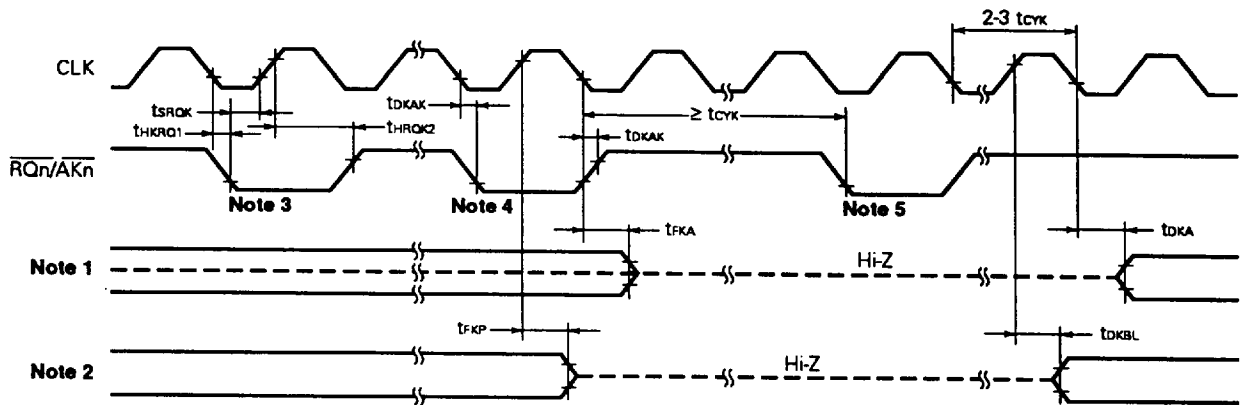 2-3 tCYK
CLK
tSRQK
tHKRQ1
tHRQK2
tDKAK
≥ tCYK
tDKAK
RQn/AKn
Note 3
Note 4
Note 5
tFKA
tDKA
Note 1
Hi-Z
tFKP
tDKBL
Note 2
Hi-Z